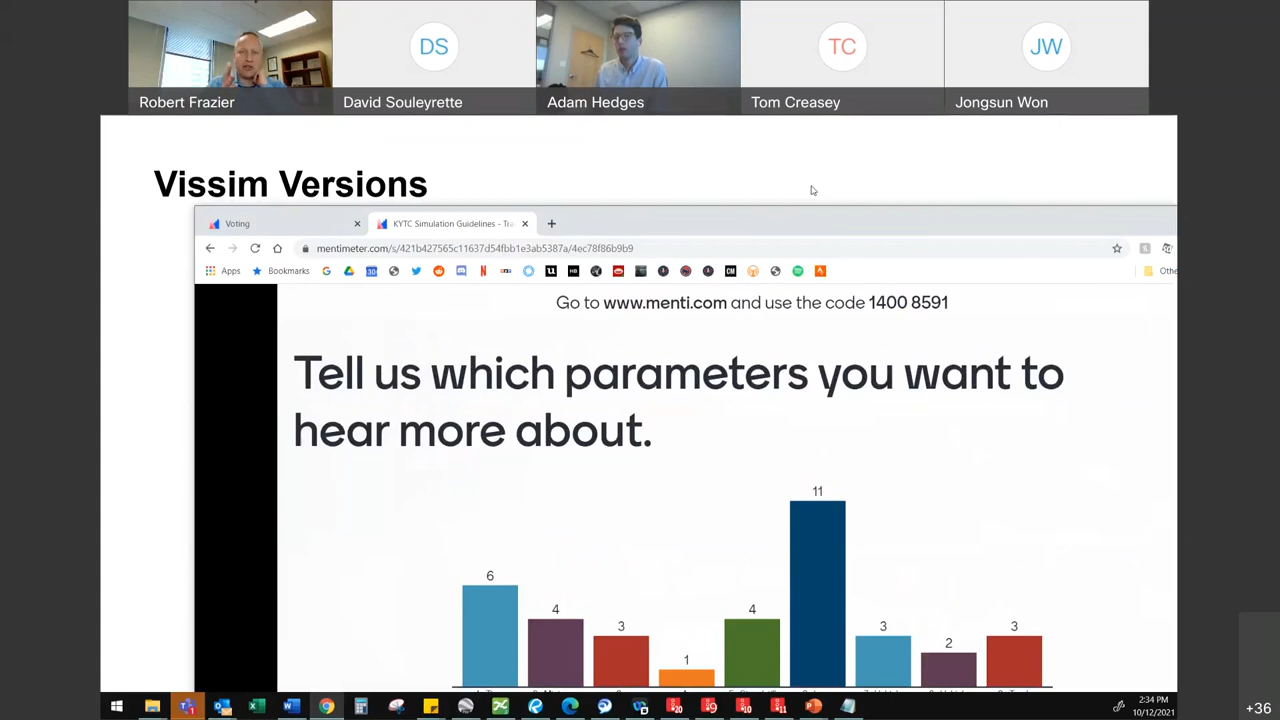 DS
TC
JW
Robert Frazier
David Souleyrette
Adam Hedges
Tom Creasey
Jongsun Won
Vissim Versions
Voting
KYTC Simulation Guidelines - Tra
mentimeter.com/s/421b427565c11637d54fbb1e3ab5387a/4ec78f86b9b9
Apps
Bookmarks
Othe
Go to www.menti.com and use the code 1400 8591
Tell us which parameters you want to
hear more about.
11
6
4
3
1
4
3
2
3
2:34 PM
10/12/2021
+36